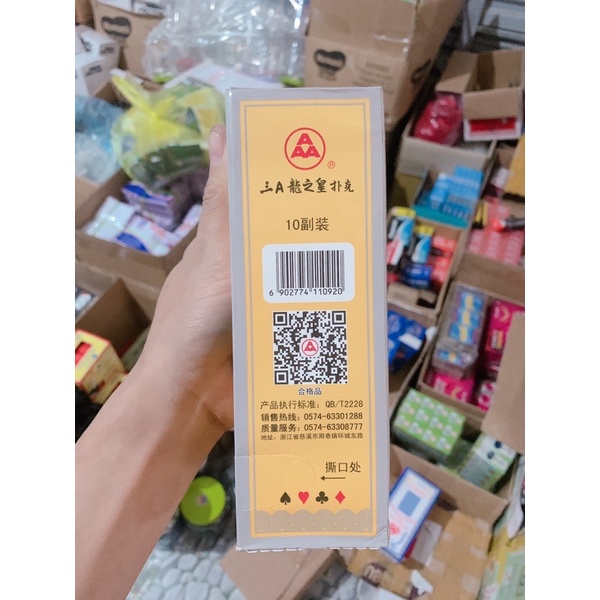 A
AA
®
三A龍之皇扑克
10副装
6 902774 110920
合格品
产品执行标准: QB/T2228
销售热线: 0574-63301288
质量服务: 0574-63308777
地址: 浙江省慈溪市周巷镇环城东路
撕口处